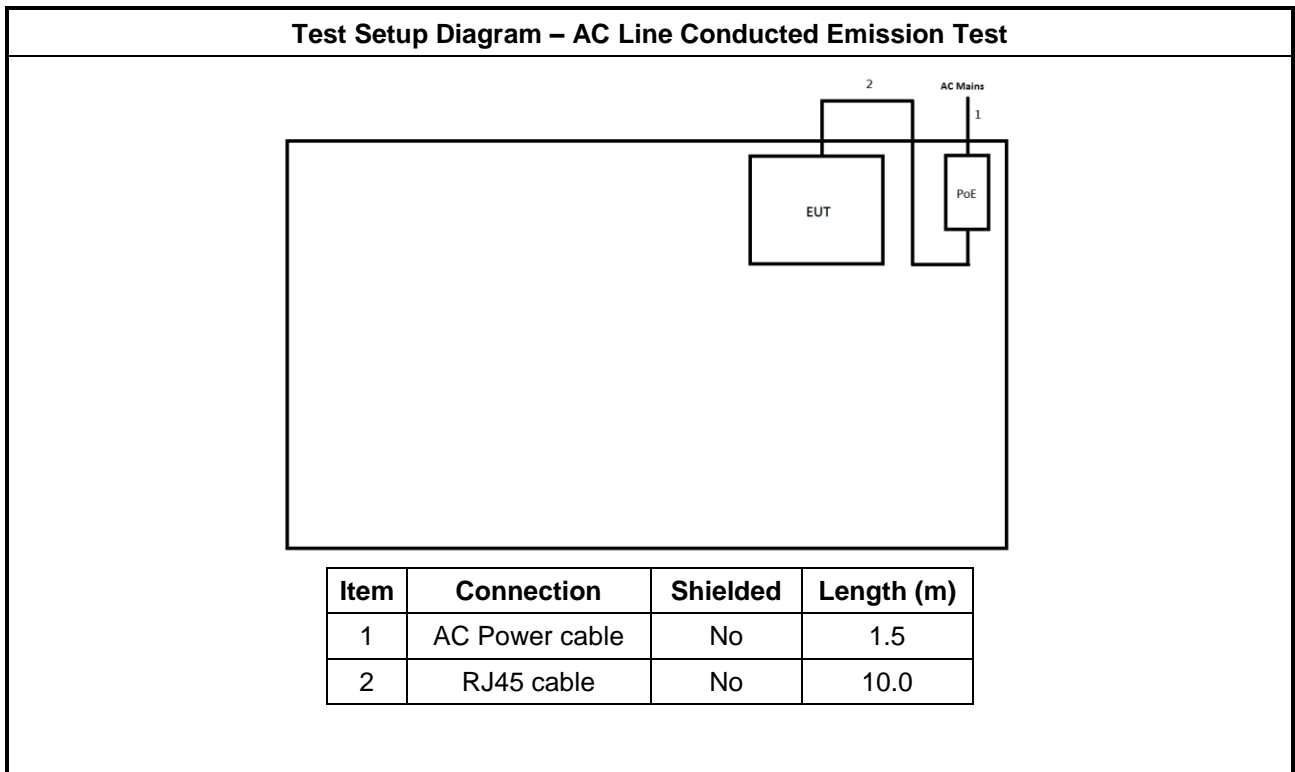 Test Setup Diagram – AC Line Conducted Emission Test
2
AC Mains
1
EUT
PoE
Item Connection Shielded Length (m)
1 AC Power cable No 1.5
2 RJ45 cable No 10.0